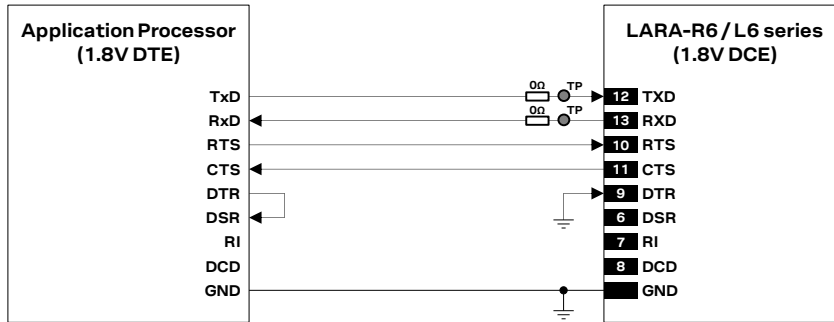 Application Processor
(1.8V DTE)
LARA-R6 / L6 series
(1.8V DCE)
TxD 0Ω TP 12 TXD
RxD 0Ω TP 13 RXD
RTS 10 RTS
CTS 11 CTS
DTR 9 DTR
DSR 6 DSR
RI 7 RI
DCD 8 DCD
GND GND